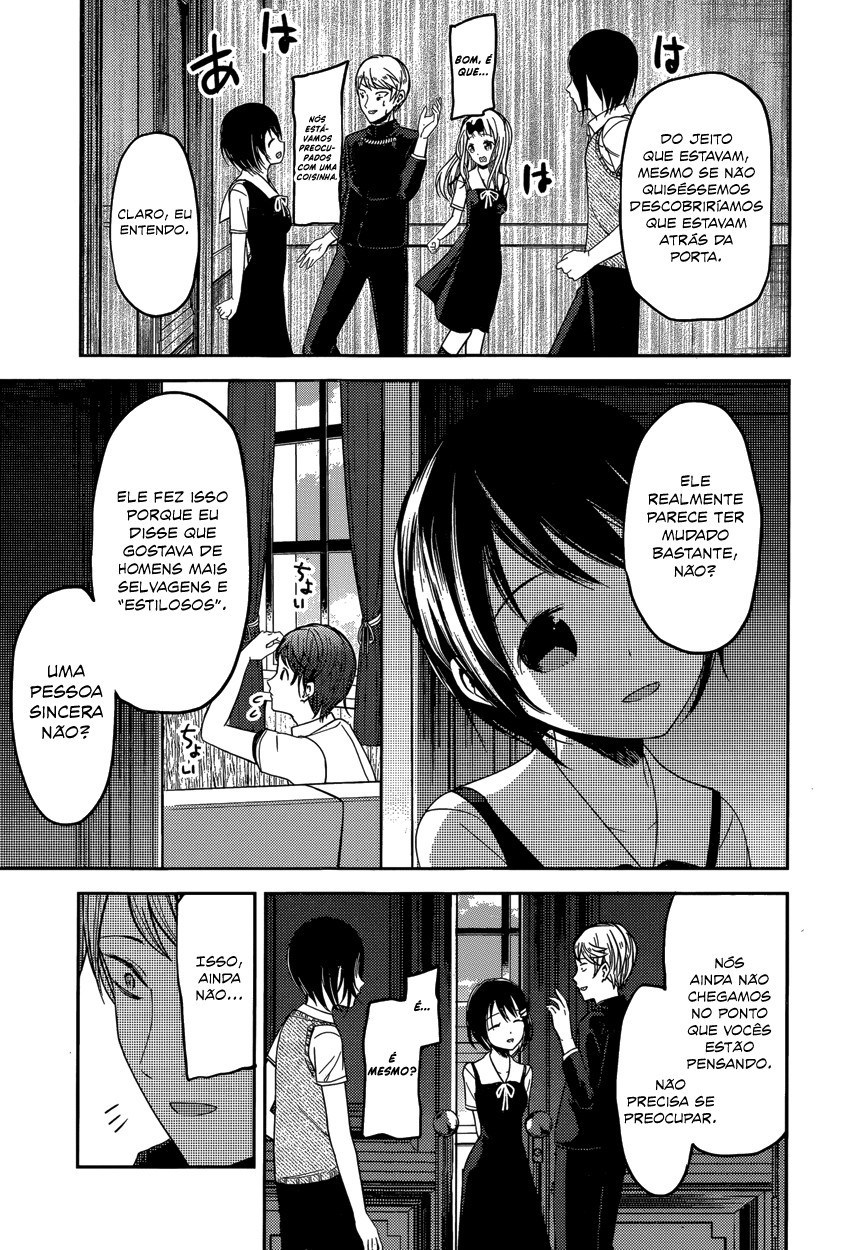 は
は
あ
は
DO JEITO
QUE ESTAVAM,
MESMO SE NÃO
QUISÉSSEMOS
DESCOBRIRÍAMOS
QUE ESTAVAM
ATRÁS DA
PORTA.
BOM, É
QUE...
NÓS
ESTÁ-
VAMOS
PREOCU-
PADOS
COM UMA
COISINHA.
CLARO, EU
ENTENDO.
ELE
REALMENTE
PARECE TER
MUDADO
BASTANTE,
NÃO?
ELE FEZ ISSO
PORQUE EU
DISSE QUE
GOSTAVA DE
HOMENS MAIS
SELVAGENS E
"ESTILOSOS".
ちょい
ちょい
UMA
PESSOA
SINCERA
NÃO?
NÓS
AINDA NÃO
CHEGAMOS
NO PONTO
QUE VOCÊS
ESTÃO
PENSANDO.
NÃO
PRECISA SE
PREOCUPAR.
É...
É
MESMO?
ISSO,
AINDA
NÃO...